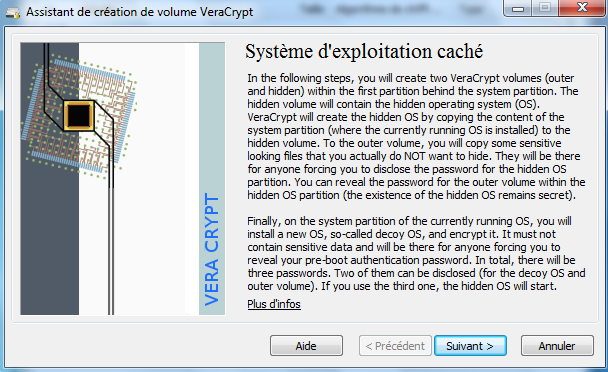 Assistant de création de volume VeraCrypt
Système d'exploitation caché
In the following steps, you will create two VeraCrypt volumes (outer
and hidden) within the first partition behind the system partition. The
hidden volume will contain the hidden operating system (OS).
VeraCrypt will create the hidden OS by copying the content of the
system partition (where the currently running OS is installed) to the
hidden volume. To the outer volume, you will copy some sensitive
looking files that you actually do NOT want to hide. They will be there
for anyone forcing you to disclose the password for the hidden OS
partition. You can reveal the password for the outer volume within the
hidden OS partition (the existence of the hidden OS remains secret).
Finally, on the system partition of the currently running OS, you will
install a new OS, so-called decoy OS, and encrypt it. It must not
contain sensitive data and will be there for anyone forcing you to
reveal your pre-boot authentication password. In total, there will be
three passwords. Two of them can be disclosed (for the decoy OS and
outer volume). If you use the third one, the hidden OS will start.
Plus d'infos
VERA CRYPT
Aide
< Précédent
Suivant >
Annuler